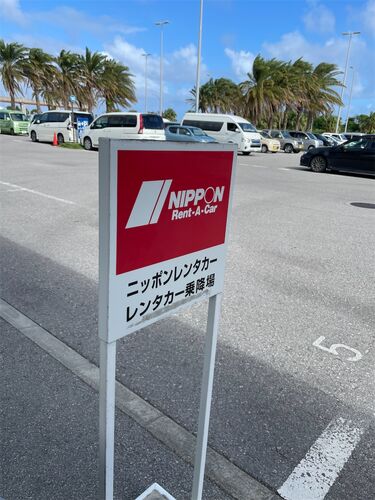 NIPPON
Rent-A-Car
ニッポンレンタカー
レンタカー乗降場
5